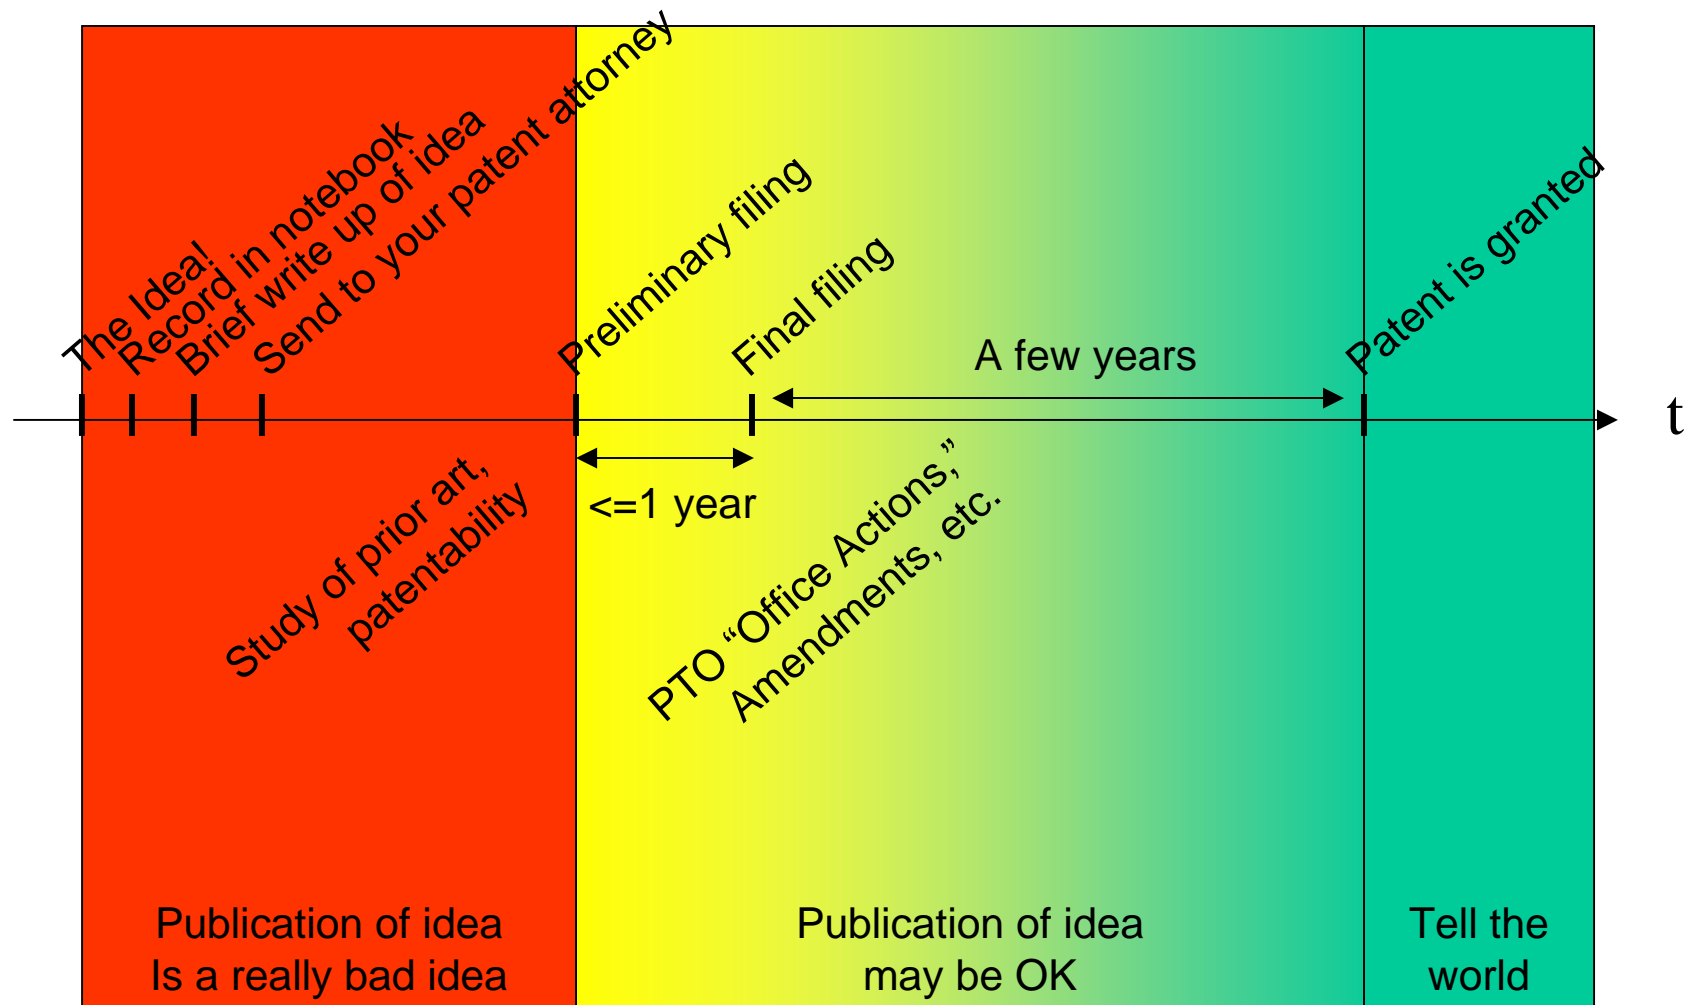 The Idea!
Record in notebook
Brief write up of idea
Send to your patent attorney
Preliminary filing
Final filing
A few years
Patent is granted
t
<=1 year
Study of prior art,
patentability
PTO “Office Actions,”
Amendments, etc.
Publication of idea
Is a really bad idea
Publication of idea
may be OK
Tell the
world